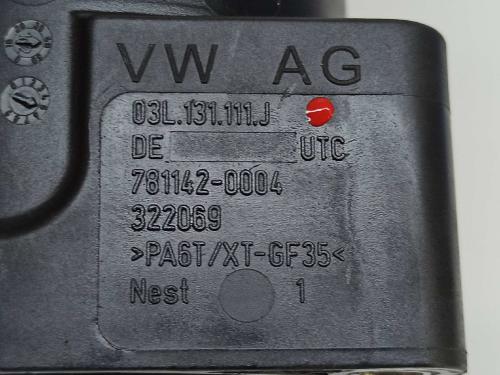 VW AG
03L.131.111.J
DE UTC
781142-0004
322069
>PA6T/XT-GF35<
Nest 1